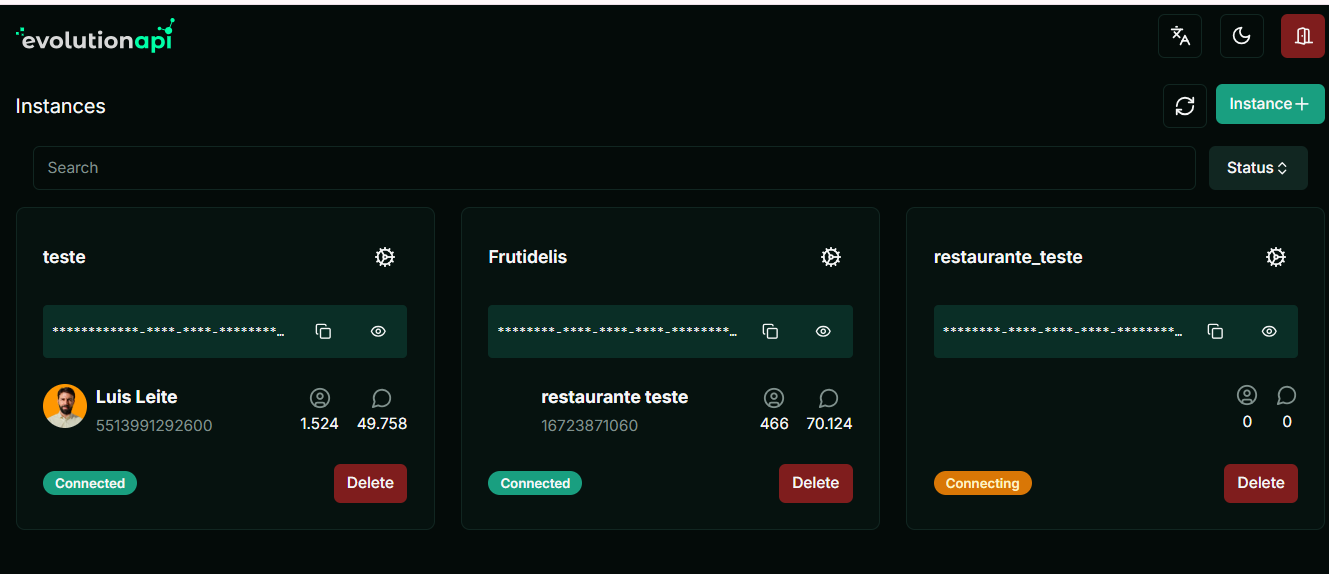 evolutionapi
Instances
Instance+
Search
Status
teste
************-****-****-********…
Luis Leite
5513991292600
1.524
49.758
Connected
Delete
Frutidelis
********-****-****-****-********…
restaurante teste
16723871060
466
70.124
Connected
Delete
restaurante_teste
********-****-****-****-********…
0
0
Connecting
Delete